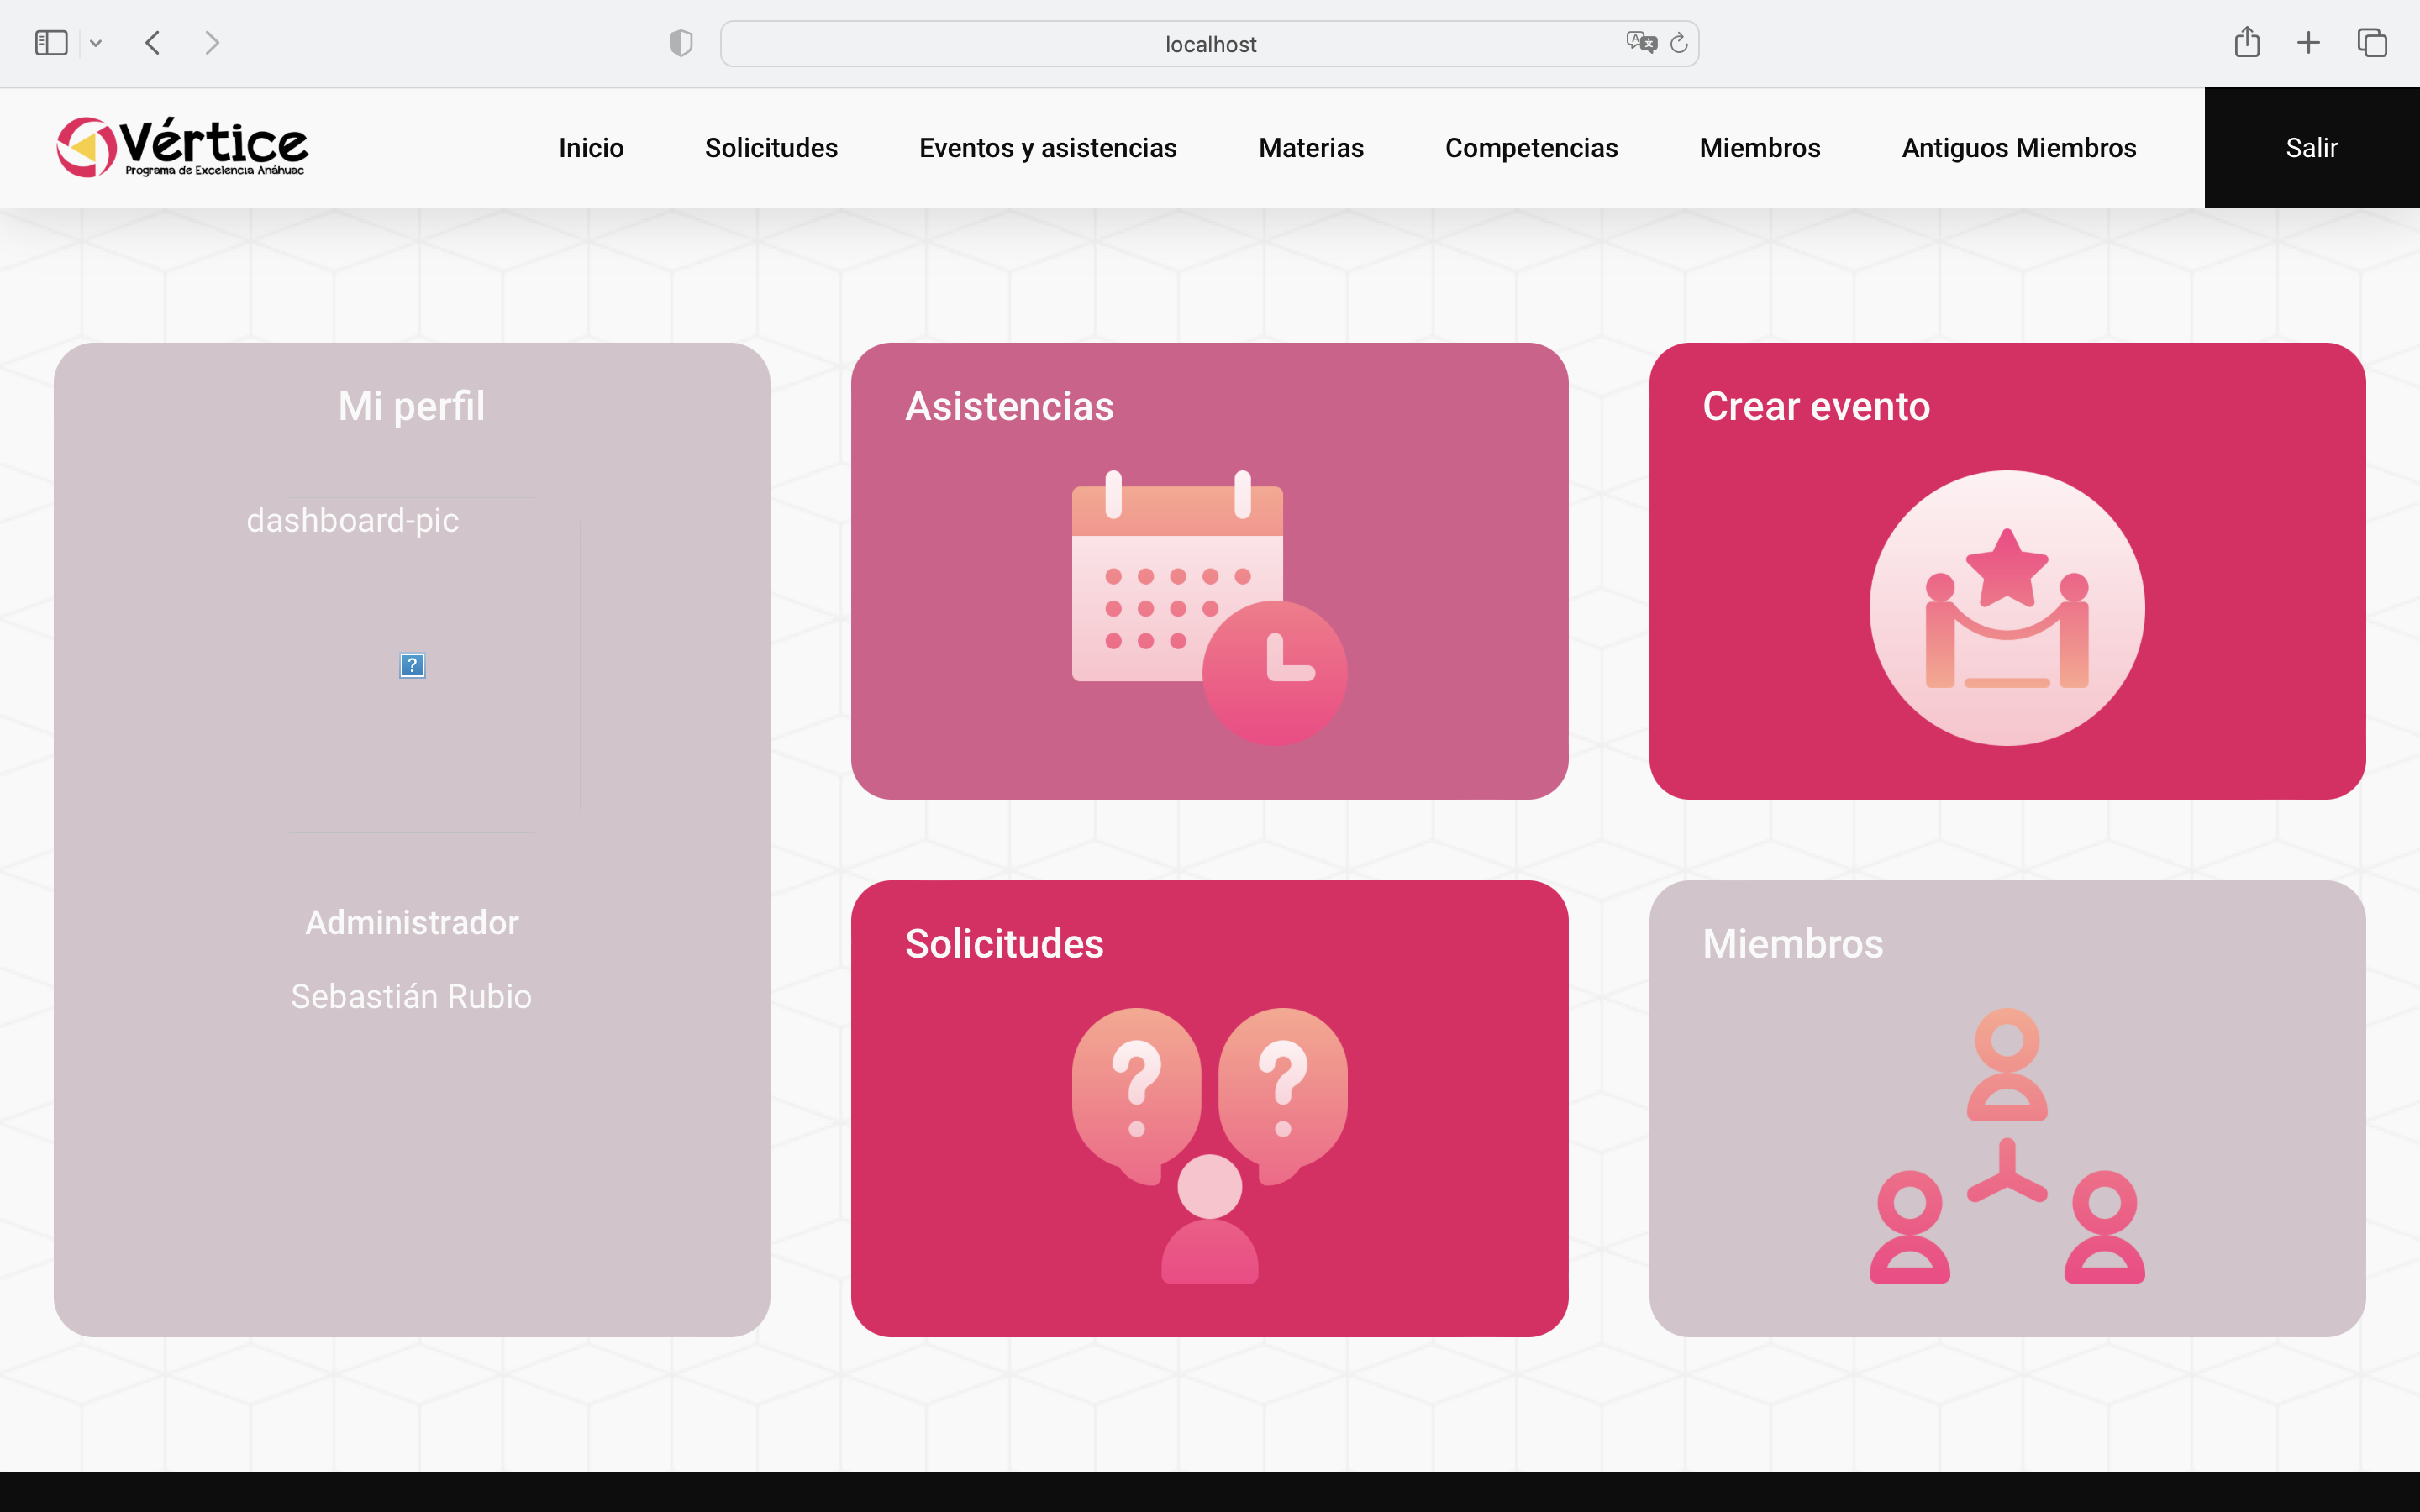 localhost
Vértice
Programa de Excelencia Anáhuac
Inicio
Solicitudes
Eventos y asistencias
Materias
Competencias
Miembros
Antiguos Miembros
Salir
Mi perfil
dashboard-pic
?
Administrador
Sebastián Rubio
Asistencias
Crear evento
Solicitudes
? ?
Miembros